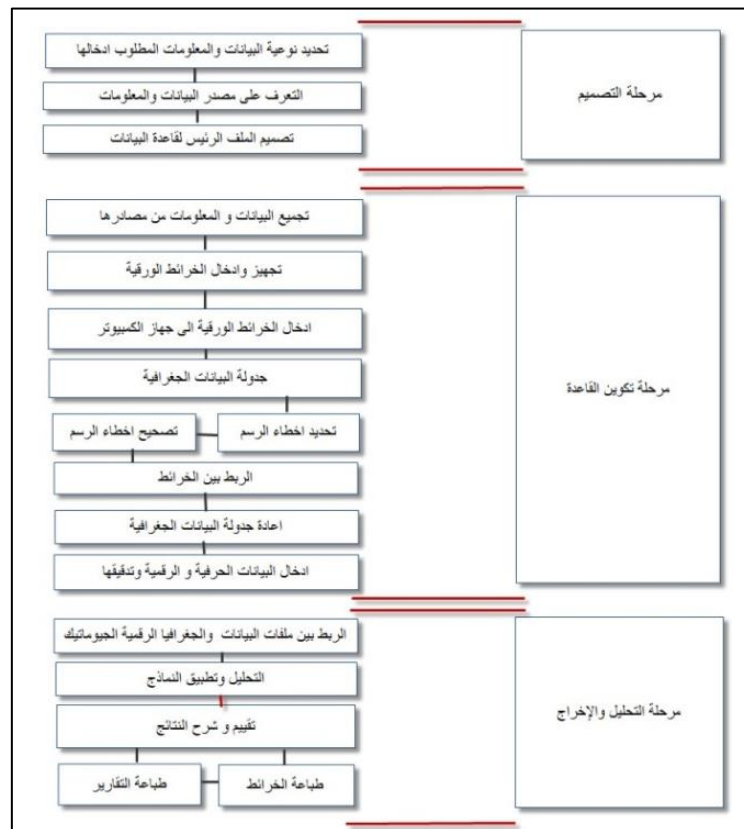 مرحلة التصميم
تحديد نوعية البيانات والمعلومات المطلوب ادخالها
التعرف على مصدر البيانات والمعلومات
تصميم الملف الرئيس لقاعدة البيانات
مرحلة تكوين القاعدة
تجميع البيانات و المعلومات من مصادرها
تجهيز وادخال الخرائط الورقية
ادخال الخرائط الورقية الى جهاز الكمبيوتر
جدولة البيانات الجغرافية
تحديد اخطاء الرسم
تصحيح اخطاء الرسم
الربط بين الخرائط
اعادة جدولة البيانات الجغرافية
ادخال البيانات الحرفية و الرقمية وتدقيقها
مرحلة التحليل والإخراج
الربط بين ملفات البيانات والجغرافيا الرقمية الجيوماتيك
التحليل وتطبيق النماذج
تقييم و شرح النتائج
طباعة الخرائط
طباعة التقارير